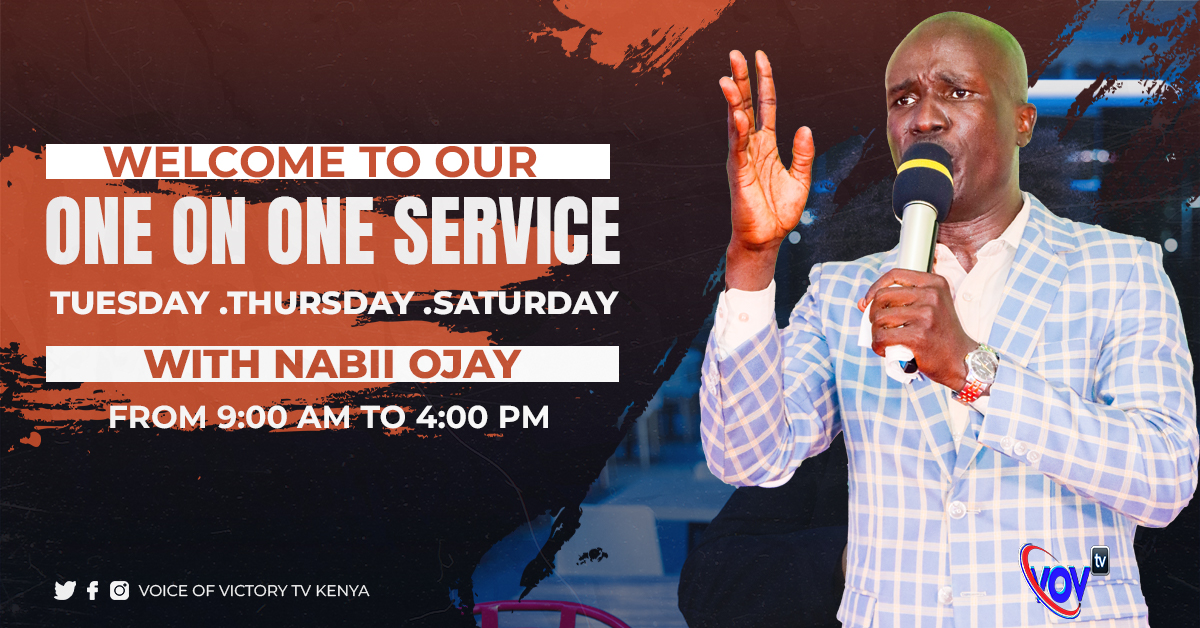 WELCOME TO OUR
ONE ON ONE SERVICE
TUESDAY .THURSDAY .SATURDAY
WITH NABII OJAY
FROM 9:00 AM TO 4:00 PM
VOICE OF VICTORY TV KENYA
VOV tv